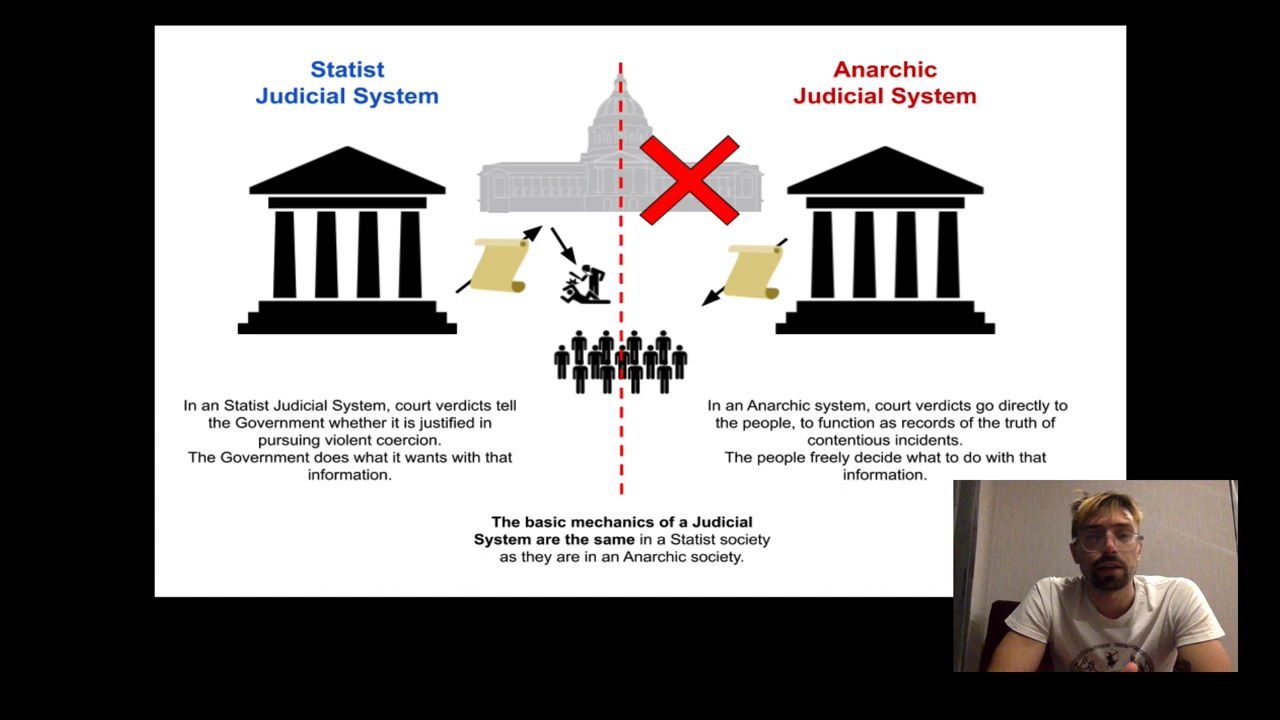 Statist
Judicial System
Anarchic
Judicial System
In an Statist Judicial System, court verdicts tell
the Government whether it is justified in
pursuing violent coercion.
The Government does what it wants with that
information.
In an Anarchic system, court verdicts go directly to
the people, to function as records of the truth of
contentious incidents.
The people freely decide what to do with that
information.
The basic mechanics of a Judicial
System are the same in a Statist society
as they are in an Anarchic society.